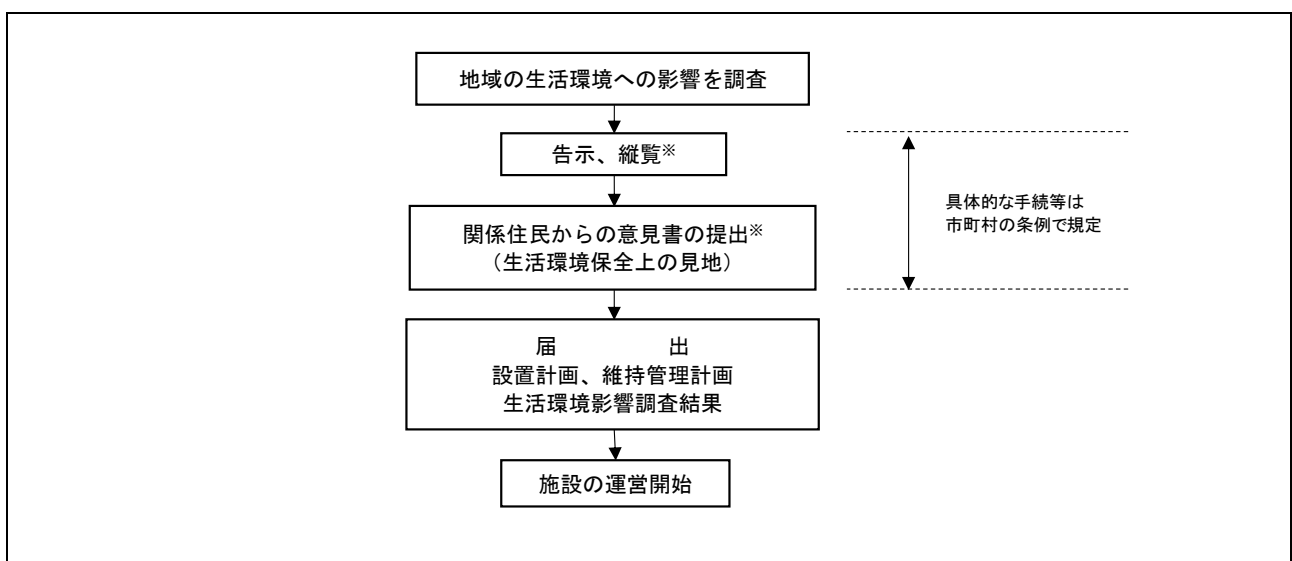 地域の生活環境への影響を調査
告示、縦覧※
具体的な手続等は
市町村の条例で規定
関係住民からの意見書の提出※
（生活環境保全上の見地）
届　　　　　出
設置計画、維持管理計画
生活環境影響調査結果
施設の運営開始